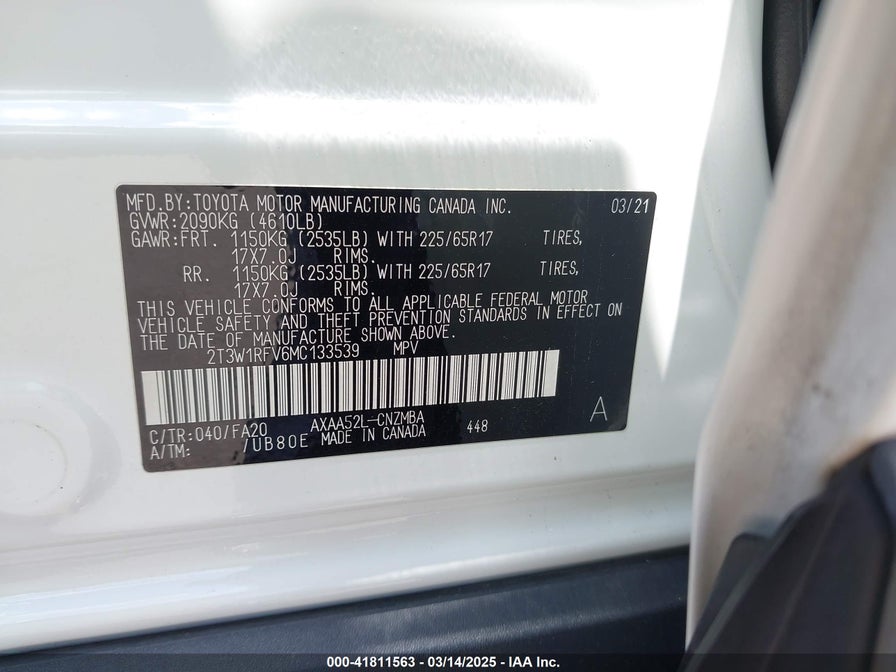 MFD.BY:TOYOTA MOTOR MANUFACTURING CANADA INC. 03/21
GVWR:2090KG (4610LB)
GAWR:FRT. 1150KG (2535LB) WITH 225/65R17 TIRES,
17X7.0J RIMS.
RR. 1150KG (2535LB) WITH 225/65R17 TIRES,
17X7.0J RIMS.
THIS VEHICLE CONFORMS TO ALL APPLICABLE FEDERAL MOTOR
VEHICLE SAFETY AND THEFT PREVENTION STANDARDS IN EFFECT ON
THE DATE OF MANUFACTURE SHOWN ABOVE.
2T3W1RFV6MC133539 MPV
C/TR:040/FA20 AXAA52L-CNZMBA A
A/TM: /UB80E MADE IN CANADA 448
000-41811563 — 03/14/2025 - IAA Inc.